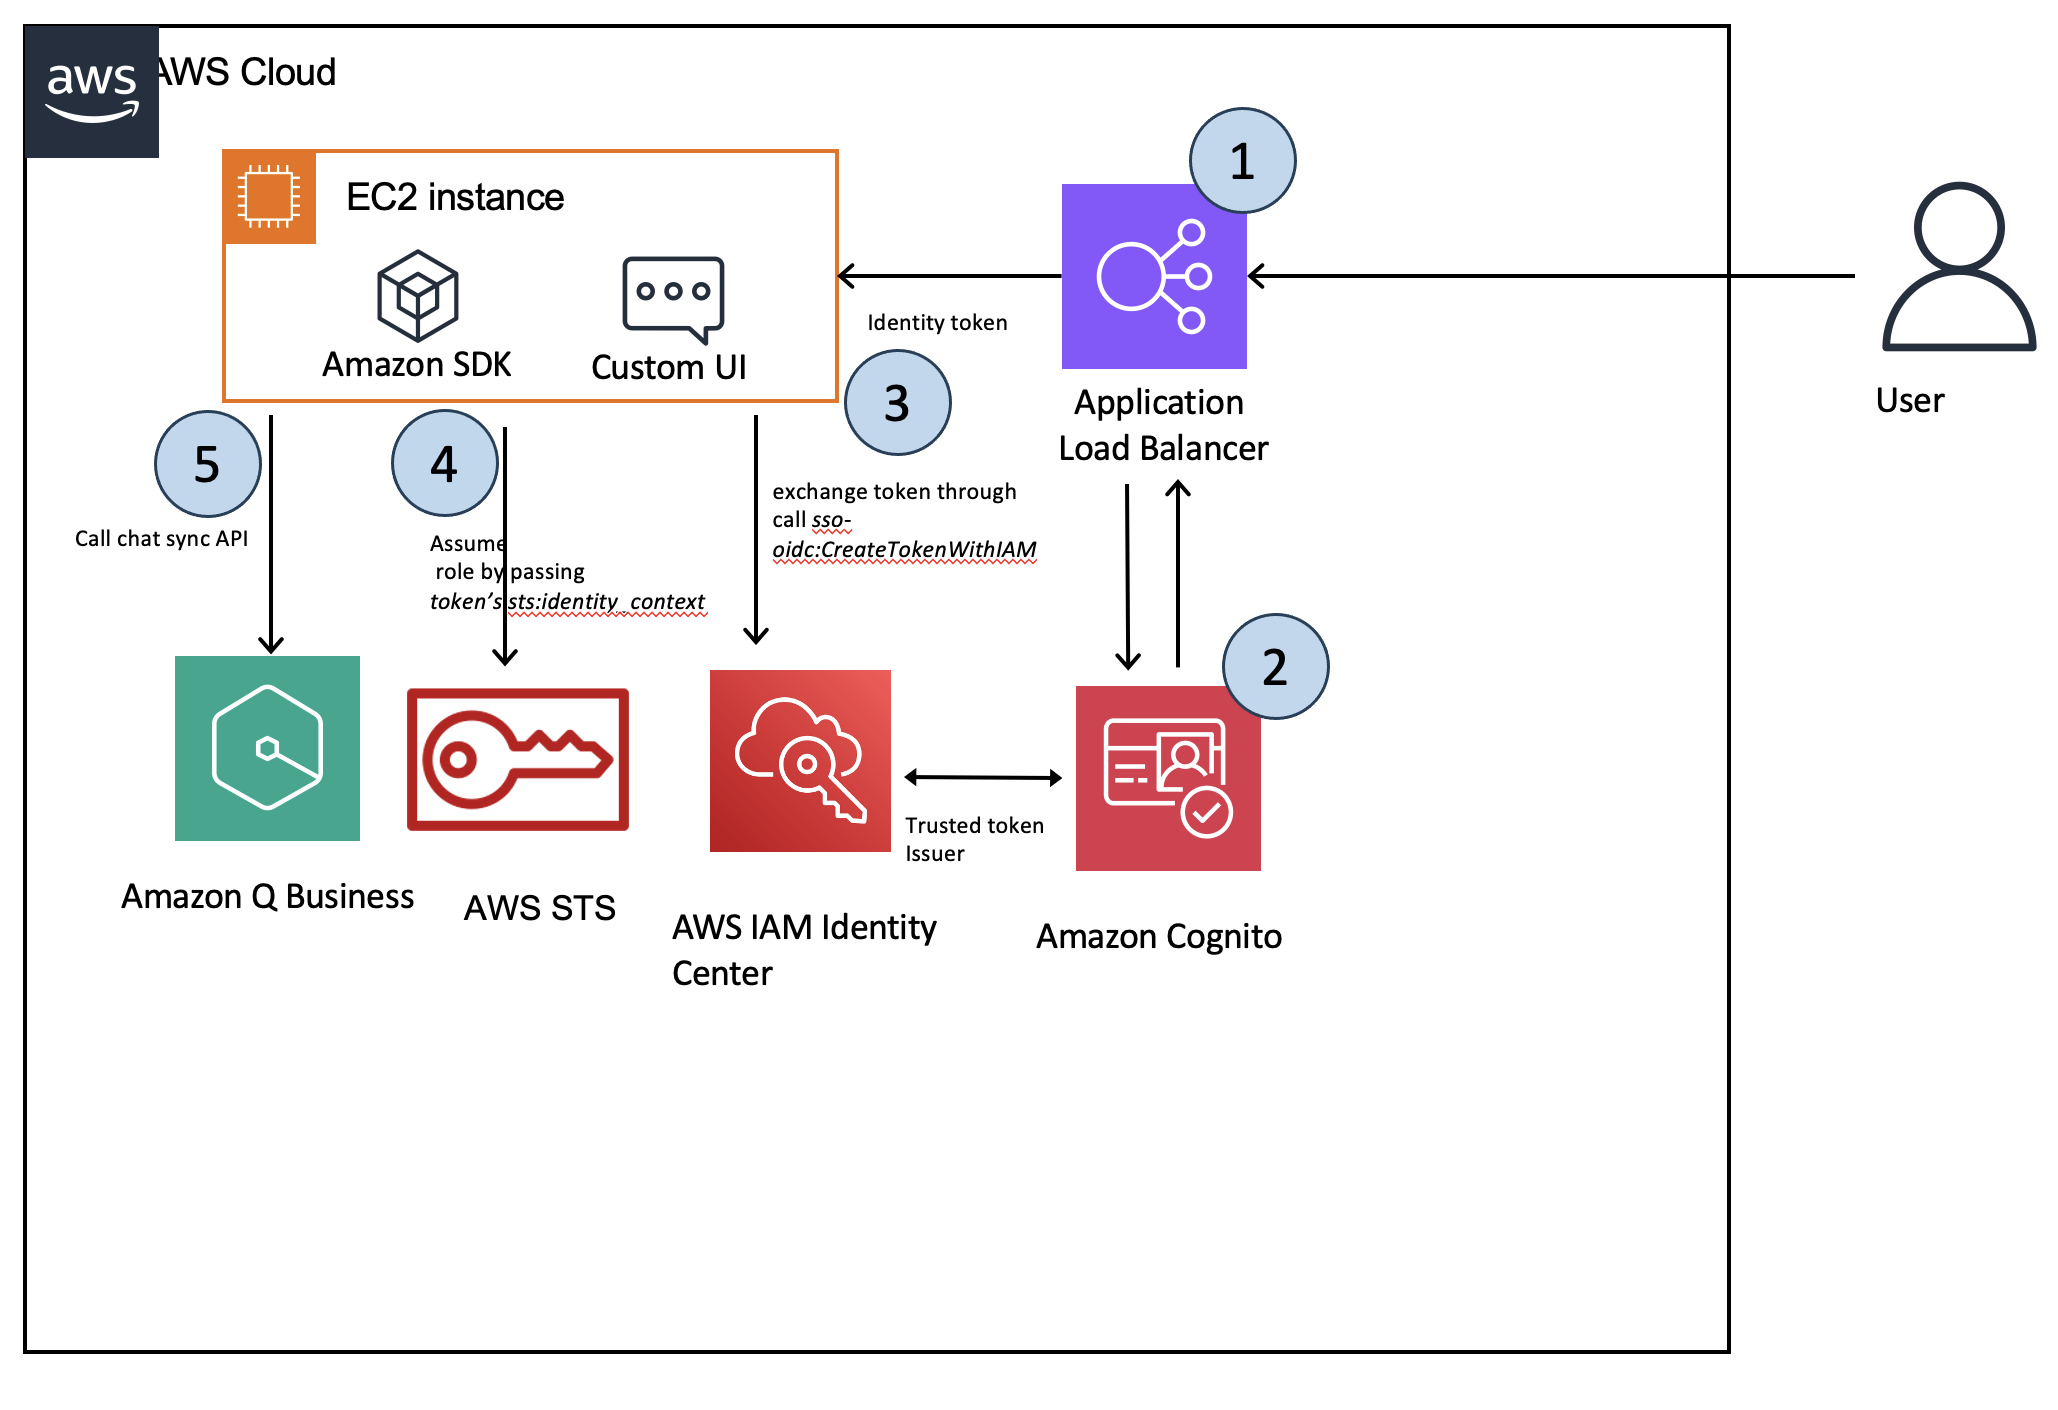 aws
AWS Cloud
1
EC2 instance
Identity token
Amazon SDK
Custom UI
3
Application
Load Balancer
User
5
4
exchange token through
call sso-
oidc:CreateTokenWithIAM
Call chat sync API
Assume
role by passing
token’s sts:identity_context
2
Trusted token
Issuer
Amazon Q Business
AWS STS
AWS IAM Identity
Center
Amazon Cognito